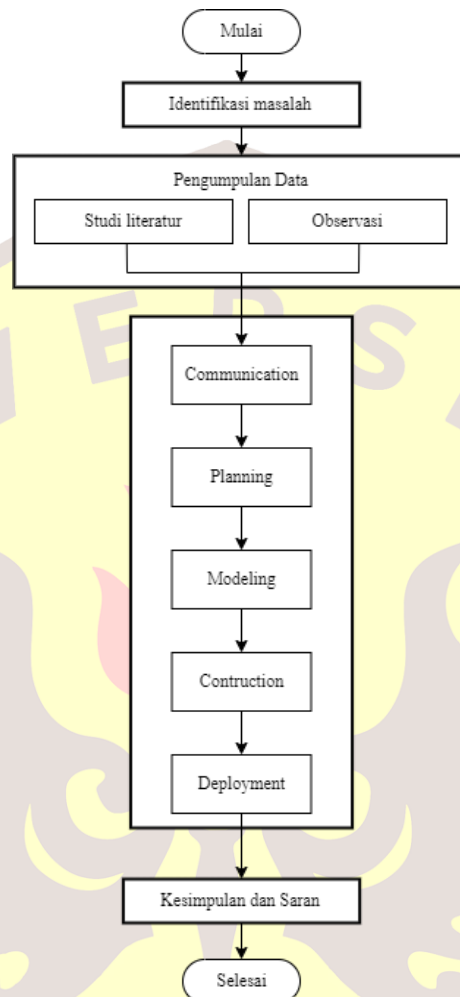 Mulai
Identifikasi masalah
Pengumpulan Data
Studi literatur
Observasi
Communication
Planning
Modeling
Contruction
Deployment
Kesimpulan dan Saran
Selesai